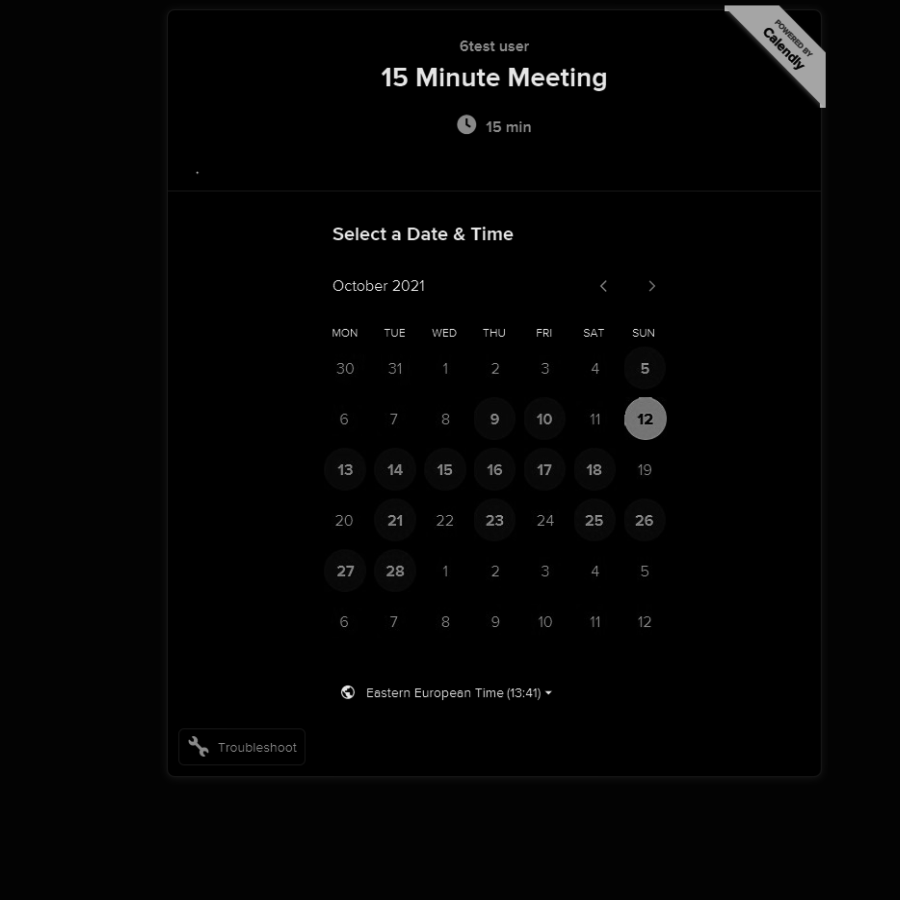 POWERED BY
Calendly
6test user
15 Minute Meeting
15 min
.
Select a Date & Time
October 2021
MON TUE WED THU FRI SAT SUN
30 31 1 2 3 4 5
6 7 8 9 10 11 12
13 14 15 16 17 18 19
20 21 22 23 24 25 26
27 28 1 2 3 4 5
6 7 8 9 10 11 12
Eastern European Time (13:41)
Troubleshoot